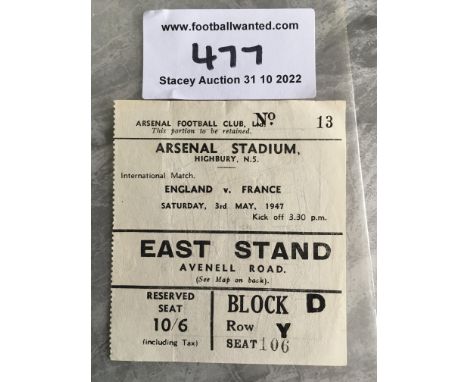 www.footballwanted.com
477
Stacey Auction 31 10 2022
ARSENAL FOOTBALL CLUB, Ltd. No 13
This portion to be retained.
ARSENAL STADIUM,
HIGHBURY, N.5.
International Match.
ENGLAND v. FRANCE
SATURDAY, 3rd MAY, 1947
Kick off 3.30 p.m.
EAST STAND
AVENELL ROAD.
(See Map on back).
RESERVED
SEAT
10/6
(including Tax)
BLOCK D
Row Y
SEAT 106